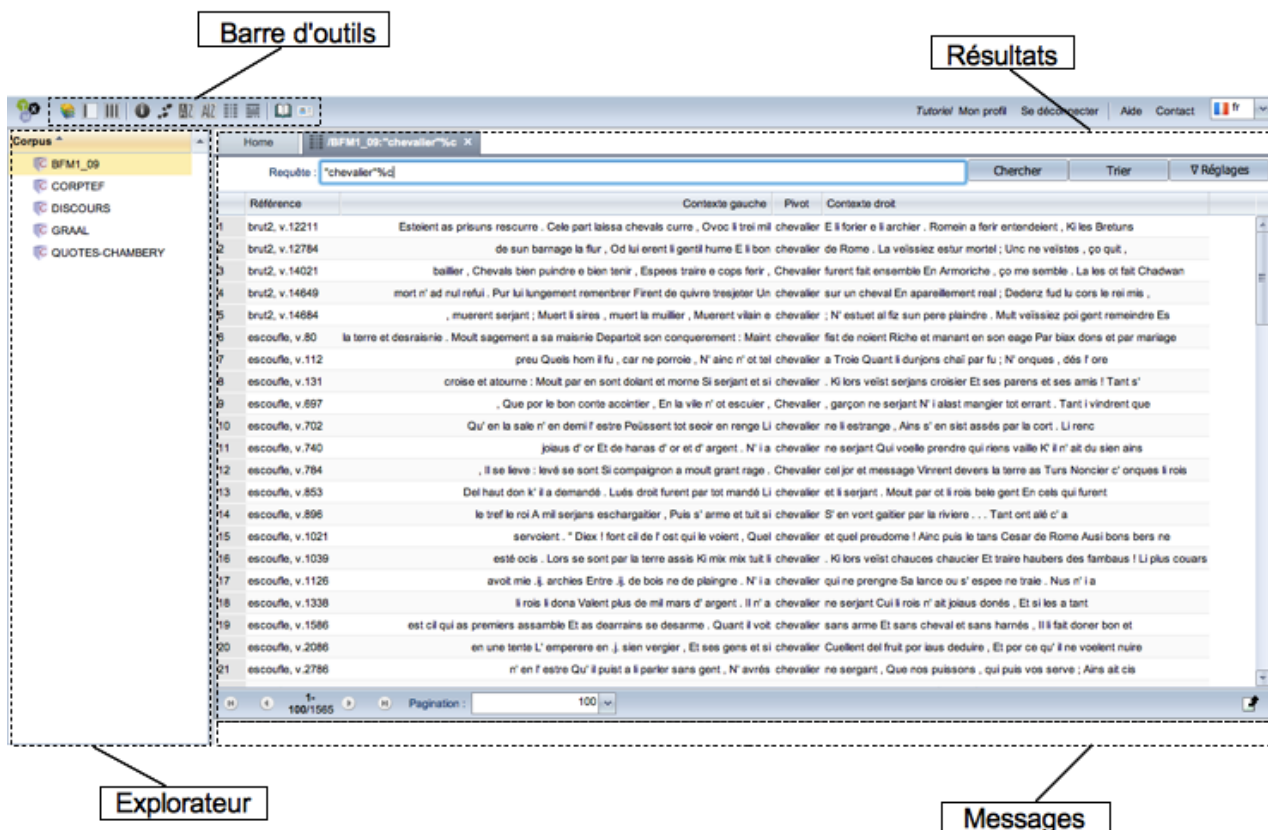 Barre d'outils
Résultats
Tutoriel Mon profil Se déconnecter Aide Contact fr
Corpus
BFM1_09
CORPTEF
DISCOURS
GRAAL
QUOTES-CHAMBERY
Home /BFM1_09:"chevalier"%c ×
Requête : "chevalier"%c Chercher Trier ∇ Réglages
Référence Contexte gauche Pivot Contexte droit
1 brut2, v.12211 Esteient as prisuns rescurre . Cele part laissa chevals curre , Ovoc li trei mil chevalier E li forier e li archier . Romein a ferir entendeient , Ki les Bretuns
2 brut2, v.12784 de sun barnage la flur , Od lui erent li gentil hume E li bon chevalier de Rome . La veïssiez estur mortel ; Unc ne veïstes , ço quit ,
3 brut2, v.14021 baillier , Chevals bien puindre e bien tenir , Espees traire e cops ferir , Chevalier furent fait ensemble En Armoriche , ço me semble . La les ot fait Chadwan
4 brut2, v.14649 mort n' ad nul refui . Pur lui lungement remenbrer Firent de quivre tresjeter Un chevalier sur un cheval En apareillement real ; Dedenz fud lu cors le rei mis ,
5 brut2, v.14684 , muerent serjant ; Muert li sires , muert la muillier , Muerent vilain e chevalier ; N' estuet al fiz sun pere plaindre . Mult veïssiez poi gent remeindre Es
6 escoufle, v.80 la terre et desraisnie . Moult sagement a sa maisnie Departoit son conquerement : Maint chevalier fist de noient Riche et manant en son eage Par biax dons et par mariage
7 escoufle, v.112 preu Quels hom il fu , car ne porroie , N' ainc n' ot tel chevalier a Troie Quant li dunjons chaï par fu ; N' orques , dés l' ore
8 escoufle, v.131 croise et atourne : Moult par en sont dolant et morne Si serjant et si chevalier . Ki lors veïst serjans croisier Et ses parens et ses amis ! Tant s'
9 escoufle, v.697 , Que por le bon conte acointier , En la vile n' ot escuier , Chevalier , garçon ne serjant N' i alast mangier tot errant . Tant i vindrent que
10 escoufle, v.702 Qu' en la sale n' en demi l' estre Peüssent tot seoir en renge Li chevalier ne li estrange , Ains s' en sist assés par la cort . Li renc
11 escoufle, v.740 joiaus d' or Et de hanas d' or et d' argent . N' i a chevalier ne serjant Qui voelle prendre qui riens vaille K' il n' ait du sien ains
12 escoufle, v.784 , Il se lieve : levé se sont Si compaignon a moult grant rage . Chevalier cel jor et message Vinrent devers la terre as Turs Noncier c' orques li rois
13 escoufle, v.853 Del haut don k' il a demandé . Lués droit furent par tot mandé Li chevalier et li serjant . Moult par ot li rois bele gent En cels qui furent
14 escoufle, v.896 le tref le roi A mil serjans eschargaitier , Puis s' arme et tuit si chevalier S' en vont gaitier par la riviere . . . Tant ont alé c' a
15 escoufle, v.1021 servoient . " Diex ! font cil de l' ost qui le voient , Quel chevalier et quel preudome ! Ainc puis le tans Cesar de Rome Ausi bons bers ne
16 escoufle, v.1039 esté ocis . Lors se sont par la terre assis Ki mix mix tuit li chevalier . Ki lors veïst chauces chaucier Et traire haubers des fambaus ! Li plus couars
17 escoufle, v.1126 avoit mie .ij. archies Entre .ij. de bois ne de plaingne . N' i a chevalier qui ne prengne Sa lance ou s' espee ne traie . Nus n' i a
18 escoufle, v.1338 li rois li dona Valent plus de mil mars d' argent . Il n' a chevalier ne serjant Cui li rois n' ait joiaus donés , Et si les a tant
19 escoufle, v.1586 est cil qui as premiers assamble Et as dearrains se desarme . Quant il voit chevalier sans arme Et sans cheval et sans harnés , Il li fait doner bon et
20 escoufle, v.2086 en une tente L' emperere en .j. sien vergier , Et ses gens et si chevalier Cuellent del fruit por iaus deduire , Et por ce qu' il ne voelent nuire
21 escoufle, v.2786 n' en l' estre Qu' il puist a li parler sans gent , N' avrés chevalier ne sergant , Que nos puissons , qui puis vos serve ; Ains ait cis
1-
100/1565 Pagination : 100
Explorateur
Messages